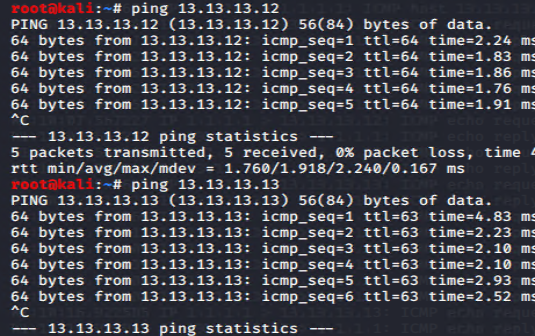 root@kali:~# ping 13.13.13.12
PING 13.13.13.12 (13.13.13.12) 56(84) bytes of data.
64 bytes from 13.13.13.12: icmp_seq=1 ttl=64 time=2.24 ms
64 bytes from 13.13.13.12: icmp_seq=2 ttl=64 time=1.83 ms
64 bytes from 13.13.13.12: icmp_seq=3 ttl=64 time=1.86 ms
64 bytes from 13.13.13.12: icmp_seq=4 ttl=64 time=1.76 ms
64 bytes from 13.13.13.12: icmp_seq=5 ttl=64 time=1.91 ms
^C
--- 13.13.13.12 ping statistics ---
5 packets transmitted, 5 received, 0% packet loss, time 4
rtt min/avg/max/mdev = 1.760/1.918/2.240/0.167 ms
root@kali:~# ping 13.13.13.13
PING 13.13.13.13 (13.13.13.13) 56(84) bytes of data.
64 bytes from 13.13.13.13: icmp_seq=1 ttl=63 time=4.83 ms
64 bytes from 13.13.13.13: icmp_seq=2 ttl=63 time=2.23 ms
64 bytes from 13.13.13.13: icmp_seq=3 ttl=63 time=2.10 ms
64 bytes from 13.13.13.13: icmp_seq=4 ttl=63 time=2.10 ms
64 bytes from 13.13.13.13: icmp_seq=5 ttl=63 time=2.93 ms
64 bytes from 13.13.13.13: icmp_seq=6 ttl=63 time=2.52 ms
^C
--- 13.13.13.13 ping statistics ---